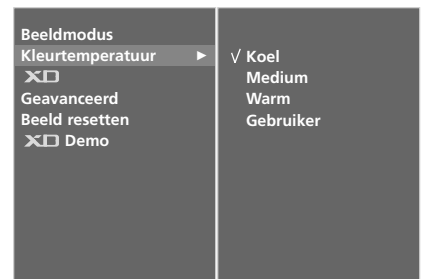 Beeldmodus
Kleurtemperatuur ►
XD
Geavanceerd
Beeld resetten
XD Demo
√ Koel
Medium
Warm
Gebruiker